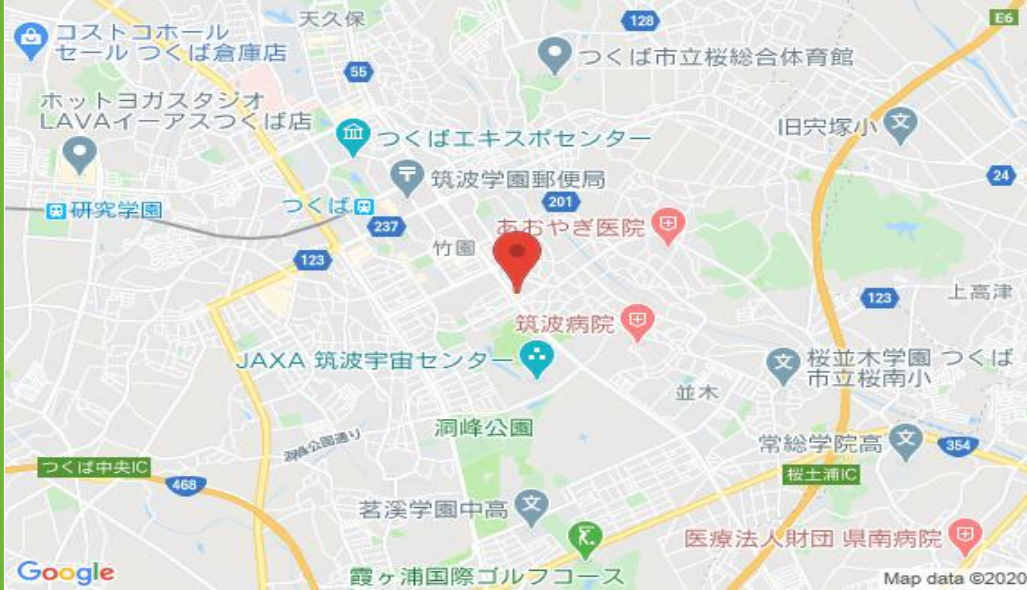 天久保
128
E6
コストコホール
セール つくば倉庫店
55
つくば市立桜総合体育館
ホットヨガスタジオ
LAVAイーアスつくば店
つくばエキスポセンター
旧宍塚小
筑波学園郵便局
24
研究学園
つくば
201
237
あおやぎ医院
竹園
123
123
上高津
筑波病院
JAXA 筑波宇宙センター
桜並木学園 つくば
市立桜南小
並木
洞峰公園
洞峰公園通り
常総学院高
354
つくば中央IC
桜土浦IC
468
茗溪学園中高
医療法人財団 県南病院
Google
霞ヶ浦国際ゴルフコース
Map data ©2020